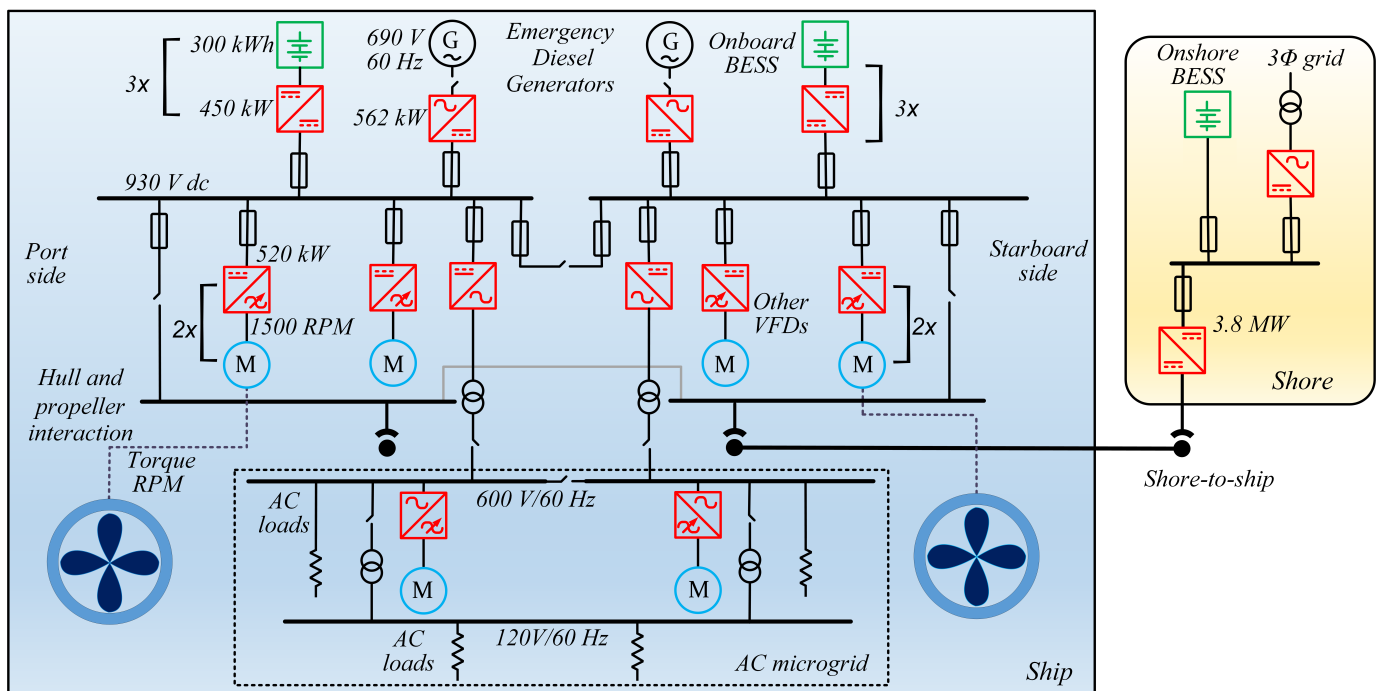 300 kWh
3x
450 kW
690 V
60 Hz
G
562 kW
Emergency
Diesel
Generators
G
Onboard
BESS
3x
Onshore
BESS
3Φ grid
930 V dc
Port
side
520 kW
2x
1500 RPM
M
M
Other
VFDs
M
M
2x
Starboard
side
3.8 MW
Shore
Hull and
propeller
interaction
Torque
RPM
Shore-to-ship
600 V/60 Hz
AC
loads
M
M
AC
loads
120V/60 Hz
AC microgrid
Ship